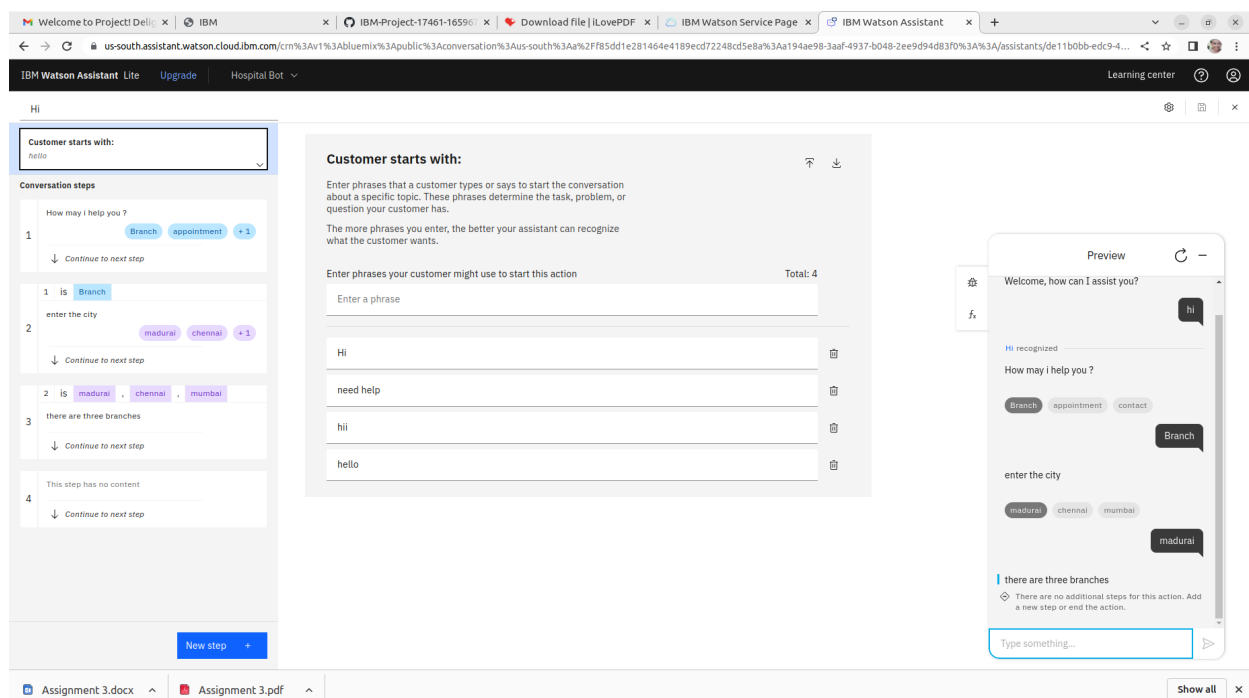 Welcome to Project! Delig
IBM
IBM-Project-17461-16596
Download file | iLovePDF
IBM Watson Service Page
IBM Watson Assistant
us-south.assistant.watson.cloud.ibm.com/crn%3Av1%3Abluemix%3Apublic%3Aconversation%3Aus-south%3Aa%2Ff85dd1e281464e4189ecd72248cd5e8a%3Aa194ae98-3aaf-4937-b048-2ee9d94d83f0%3A%3A/assistants/de11b0bb-edc9-4...
IBM Watson Assistant Lite Upgrade Hospital Bot Learning center
Hi
Customer starts with:
hello
Conversation steps
How may i help you ?
Branch appointment + 1
1
Continue to next step
1 is Branch
enter the city
2
madurai chennai + 1
Continue to next step
2 is madurai , chennai , mumbai
there are three branches
3
Continue to next step
This step has no content
4
Continue to next step
New step +
Customer starts with:
Enter phrases that a customer types or says to start the conversation
about a specific topic. These phrases determine the task, problem, or
question your customer has.
The more phrases you enter, the better your assistant can recognize
what the customer wants.
Enter phrases your customer might use to start this action Total: 4
Enter a phrase
Hi
need help
hii
hello
Preview
Welcome, how can I assist you?
hi
Hi recognized
How may i help you ?
Branch appointment contact
Branch
enter the city
madurai chennai mumbai
madurai
there are three branches
There are no additional steps for this action. Add
a new step or end the action.
Type something...
Assignment 3.docx
Assignment 3.pdf
Show all